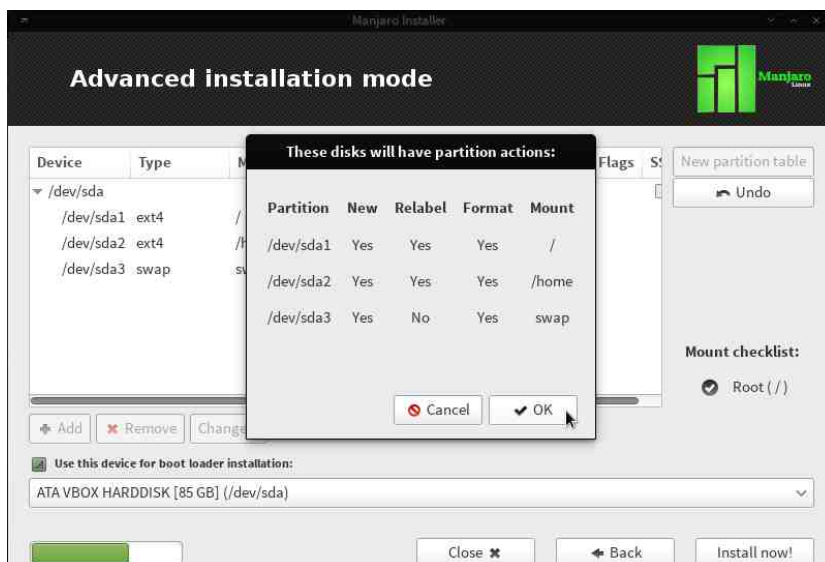 Manjaro Installer
Advanced installation mode
Manjaro
Linux
Device Type M Flags SS New partition table
/dev/sda Undo
/dev/sda1 ext4 /
/dev/sda2 ext4 /h
/dev/sda3 swap sw
These disks will have partition actions:
Partition New Relabel Format Mount
/dev/sda1 Yes Yes Yes /
/dev/sda2 Yes Yes Yes /home
/dev/sda3 Yes No Yes swap
Cancel OK
Mount checklist:
Root ( / )
Add Remove Change
Use this device for boot loader installation:
ATA VBOX HARDDISK [85 GB] (/dev/sda)
Close Back Install now!